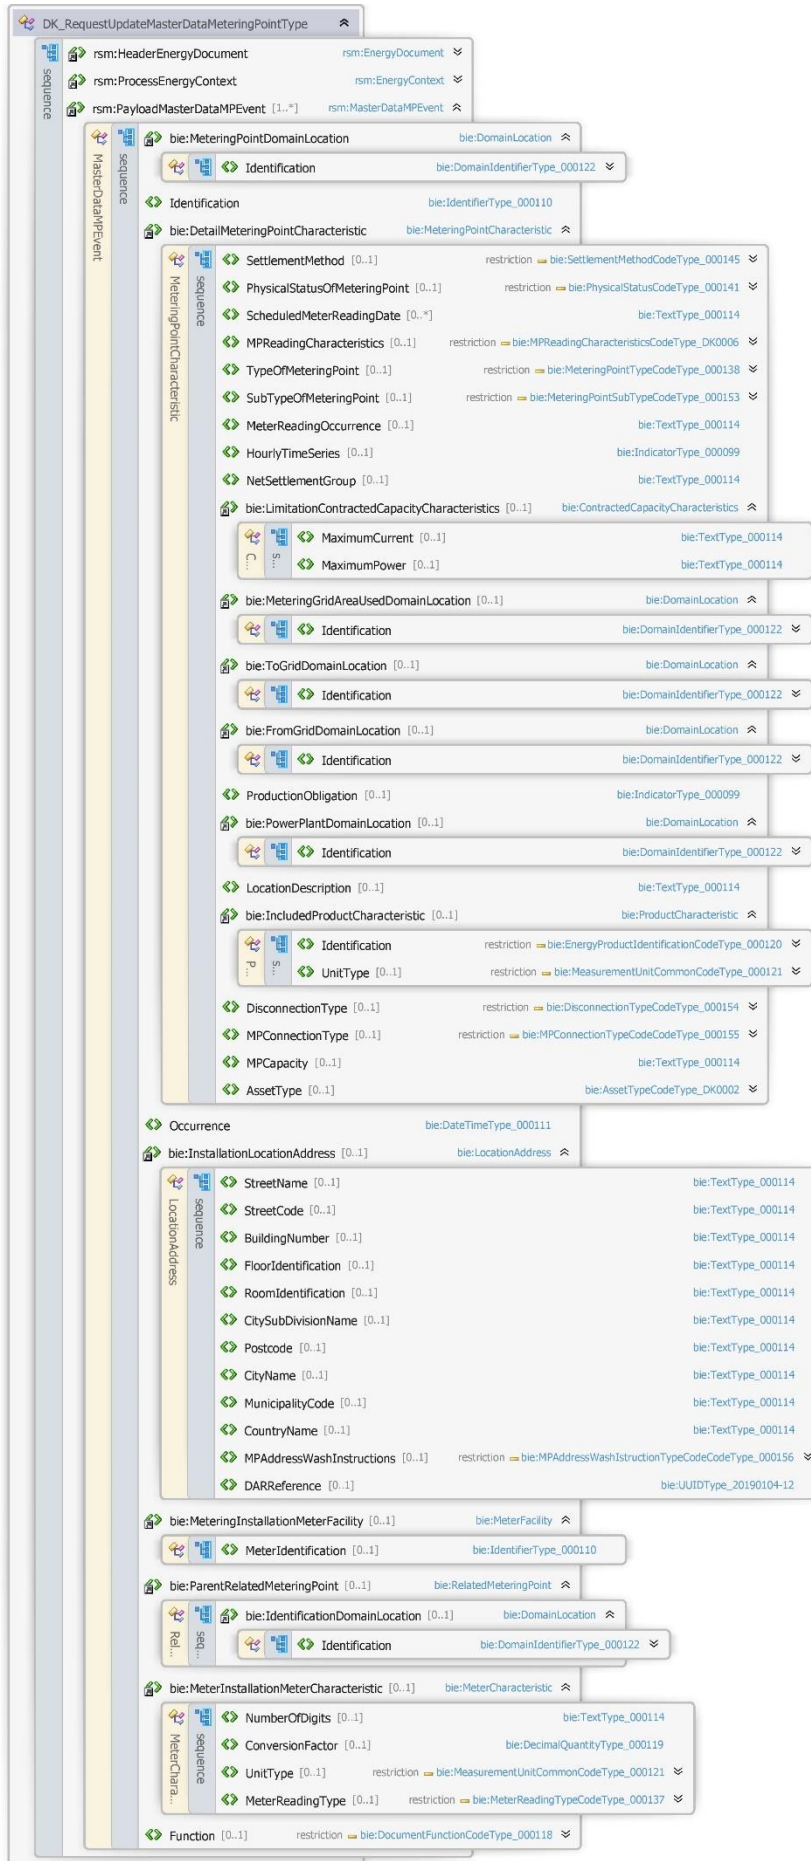 DK_RequestUpdateMasterDataMeteringPointType
sequence
rsm:HeaderEnergyDocument rsm:EnergyDocument
rsm:ProcessEnergyContext rsm:EnergyContext
rsm:PayloadMasterDataMPEvent [1..*] rsm:MasterDataMPEvent
MasterDataMPEvent
sequence
bie:MeteringPointDomainLocation bie:DomainLocation
Identification bie:DomainIdentifierType_000122
Identification bie:IdentifierType_000110
bie:DetailMeteringPointCharacteristic bie:MeteringPointCharacteristic
MeteringPointCharacteristic
sequence
SettlementMethod [0..1] restriction bie:SettlementMethodCodeType_000145
PhysicalStatusOfMeteringPoint [0..1] restriction bie:PhysicalStatusCodeType_000141
ScheduledMeterReadingDate [0..*] bie:TextType_000114
MPReadingCharacteristics [0..1] restriction bie:MPReadingCharacteristicsCodeType_DK0006
TypeOfMeteringPoint [0..1] restriction bie:MeteringPointTypeCodeType_000138
SubTypeOfMeteringPoint [0..1] restriction bie:MeteringPointSubTypeCodeType_000153
MeterReadingOccurrence [0..1] bie:TextType_000114
HourlyTimeSeries [0..1] bie:IndicatorType_000099
NetSettlementGroup [0..1] bie:TextType_000114
bie:LimitationContractedCapacityCharacteristics [0..1] bie:ContractedCapacityCharacteristics
C...
s...
MaximumCurrent [0..1] bie:TextType_000114
MaximumPower [0..1] bie:TextType_000114
bie:MeteringGridAreaUsedDomainLocation [0..1] bie:DomainLocation
Identification bie:DomainIdentifierType_000122
bie:ToGridDomainLocation [0..1] bie:DomainLocation
Identification bie:DomainIdentifierType_000122
bie:FromGridDomainLocation [0..1] bie:DomainLocation
Identification bie:DomainIdentifierType_000122
ProductionObligation [0..1] bie:IndicatorType_000099
bie:PowerPlantDomainLocation [0..1] bie:DomainLocation
Identification bie:DomainIdentifierType_000122
LocationDescription [0..1] bie:TextType_000114
bie:IncludedProductCharacteristic [0..1] bie:ProductCharacteristic
P...
s...
Identification restriction bie:EnergyProductIdentificationCodeType_000120
UnitType [0..1] restriction bie:MeasurementUnitCommonCodeType_000121
DisconnectionType [0..1] restriction bie:DisconnectionTypeCodeType_000154
MPConnectionType [0..1] restriction bie:MPConnectionTypeCodeCodeType_000155
MPCapacity [0..1] bie:TextType_000114
AssetType [0..1] bie:AssetTypeCodeType_DK0002
Occurrence bie:DateTimeType_000111
bie:InstallationLocationAddress [0..1] bie:LocationAddress
LocationAddress
sequence
StreetName [0..1] bie:TextType_000114
StreetCode [0..1] bie:TextType_000114
BuildingNumber [0..1] bie:TextType_000114
FloorIdentification [0..1] bie:TextType_000114
RoomIdentification [0..1] bie:TextType_000114
CitySubDivisionName [0..1] bie:TextType_000114
Postcode [0..1] bie:TextType_000114
CityName [0..1] bie:TextType_000114
MunicipalityCode [0..1] bie:TextType_000114
CountryName [0..1] bie:TextType_000114
MPAddressWashInstructions [0..1] restriction bie:MPAddressWashIstructionTypeCodeCodeType_000156
DARReference [0..1] bie:UUIDType_20190104-12
bie:MeteringInstallationMeterFacility [0..1] bie:MeterFacility
MeterIdentification [0..1] bie:IdentifierType_000110
bie:ParentRelatedMeteringPoint [0..1] bie:RelatedMeteringPoint
Rel...
seq...
bie:IdentificationDomainLocation [0..1] bie:DomainLocation
Identification bie:DomainIdentifierType_000122
bie:MeterInstallationMeterCharacteristic [0..1] bie:MeterCharacteristic
MeterChara...
sequence
NumberOfDigits [0..1] bie:TextType_000114
ConversionFactor [0..1] bie:DecimalQuantityType_000119
UnitType [0..1] restriction bie:MeasurementUnitCommonCodeType_000121
MeterReadingType [0..1] restriction bie:MeterReadingTypeCodeType_000137
Function [0..1] restriction bie:DocumentFunctionCodeType_000118